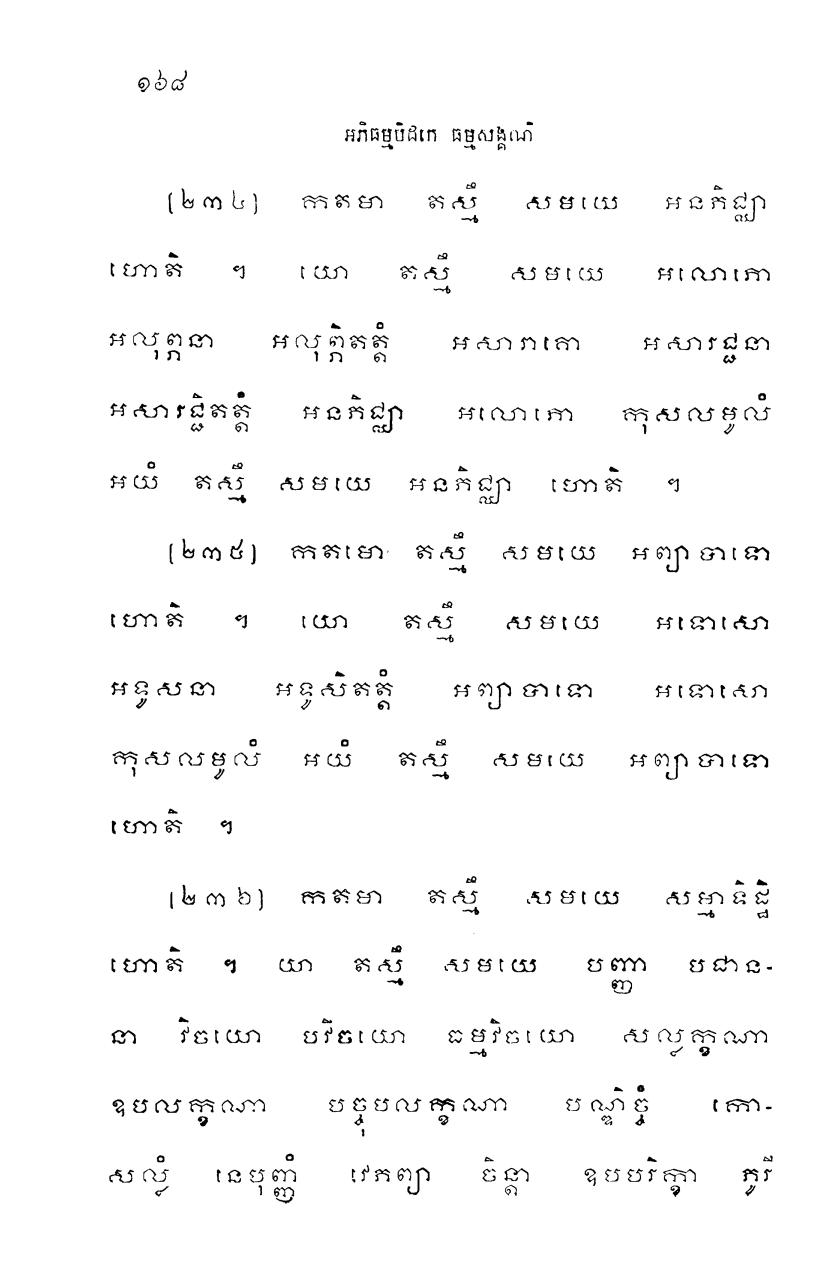 ១៦៨
អភិធម្មបិដកេ ធម្មសង្គណិ
(២៣៤) កតមា តស្មឹ សមយេ អនភិជ្ឈា
ហោតិ ។ យោ តស្មឹ សមយេ អលោភោ
អលុព្ភនា អលុព្ភិតត្តំ អសារាគោ អសារជ្ជនា
អសារជ្ជិតត្តំ អនភិជ្ឈា អលោភោ កុសលមូលំ
អយំ តស្មឹ សមយេ អនភិជ្ឈា ហោតិ ។
(២៣៥) កតមោ តស្មឹ សមយេ អព្យាបាទោ
ហោតិ ។ យោ តស្មឹ សមយេ អទោសោ
អទូសនា អទូសិតត្តំ អព្យាបាទោ អទោសោ
កុសលមូលំ អយំ តស្មឹ សមយេ អព្យាបាទោ
ហោតិ ។
(២៣៦) កតមា តស្មឹ សមយេ សម្មាទិដ្ឋិ
ហោតិ ។ យា តស្មឹ សមយេ បញ្ញា បជាន-
នា វិចយោ បវិចយោ ធម្មវិចយោ សល្លក្ខណា
ឧបលក្ខណា បច្ចុបលក្ខណា បណ្ឌិច្ចំ កោ-
សល្លំ នេបុញ្ញំ វេភព្យា ចិន្តា ឧបបរិក្ខា ភូរី